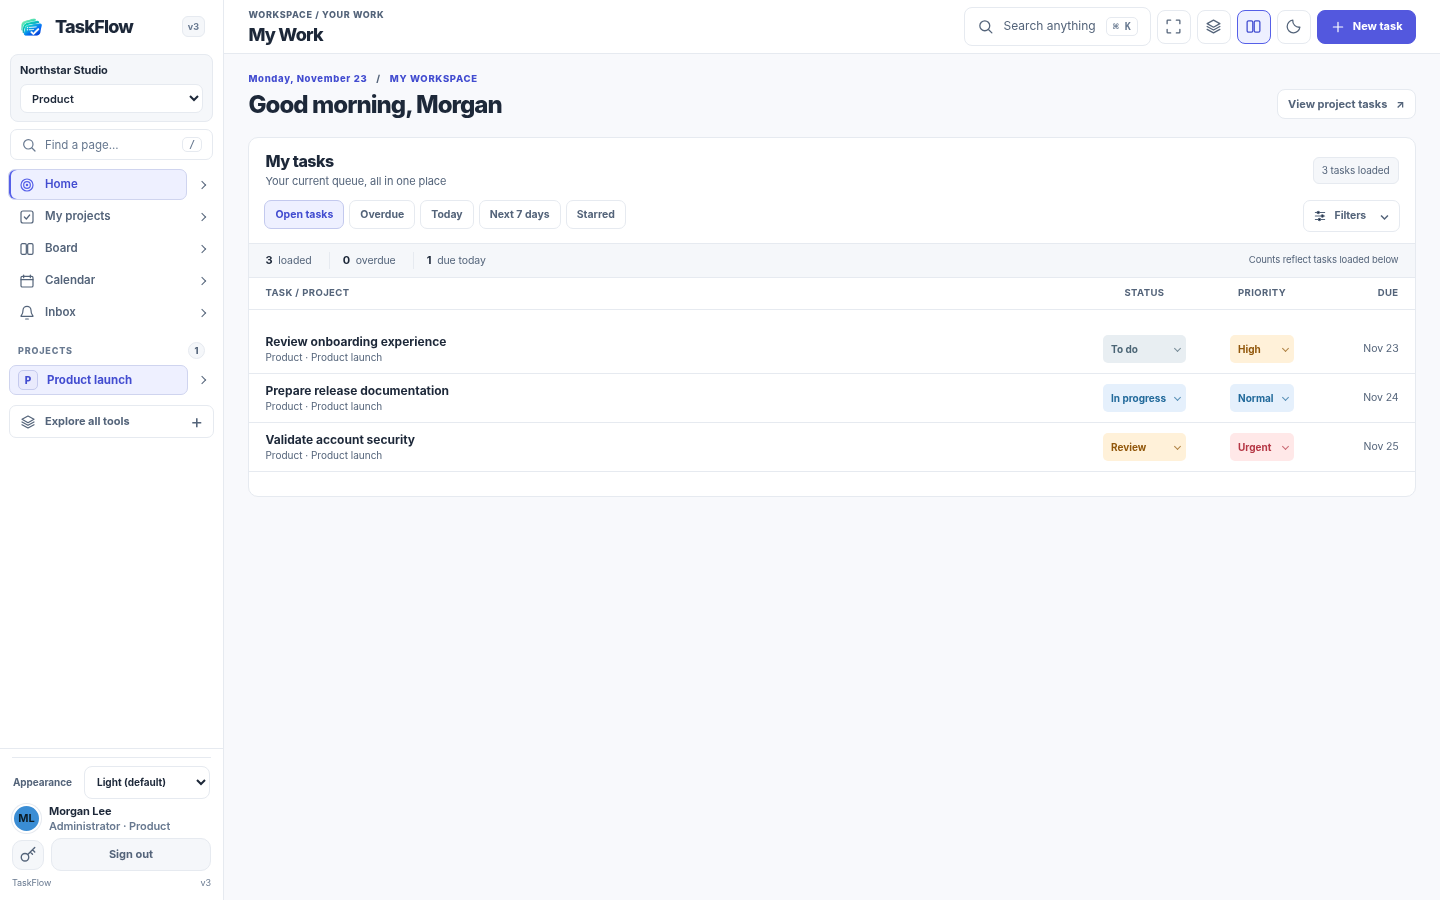 TaskFlow
v3
Northstar Studio
Product
Find a page...
/
Home
My projects
Board
Calendar
Inbox
PROJECTS
1
P
Product launch
Explore all tools
Appearance
Light (default)
ML
Morgan Lee
Administrator · Product
Sign out
TaskFlow
v3
WORKSPACE / YOUR WORK
My Work
Search anything
⌘ K
New task
Monday, November 23 / MY WORKSPACE
Good morning, Morgan
View project tasks
My tasks
Your current queue, all in one place
3 tasks loaded
Open tasks
Overdue
Today
Next 7 days
Starred
Filters
3 loaded
0 overdue
1 due today
Counts reflect tasks loaded below
TASK / PROJECT
STATUS
PRIORITY
DUE
Review onboarding experience
Product · Product launch
To do
High
Nov 23
Prepare release documentation
Product · Product launch
In progress
Normal
Nov 24
Validate account security
Product · Product launch
Review
Urgent
Nov 25